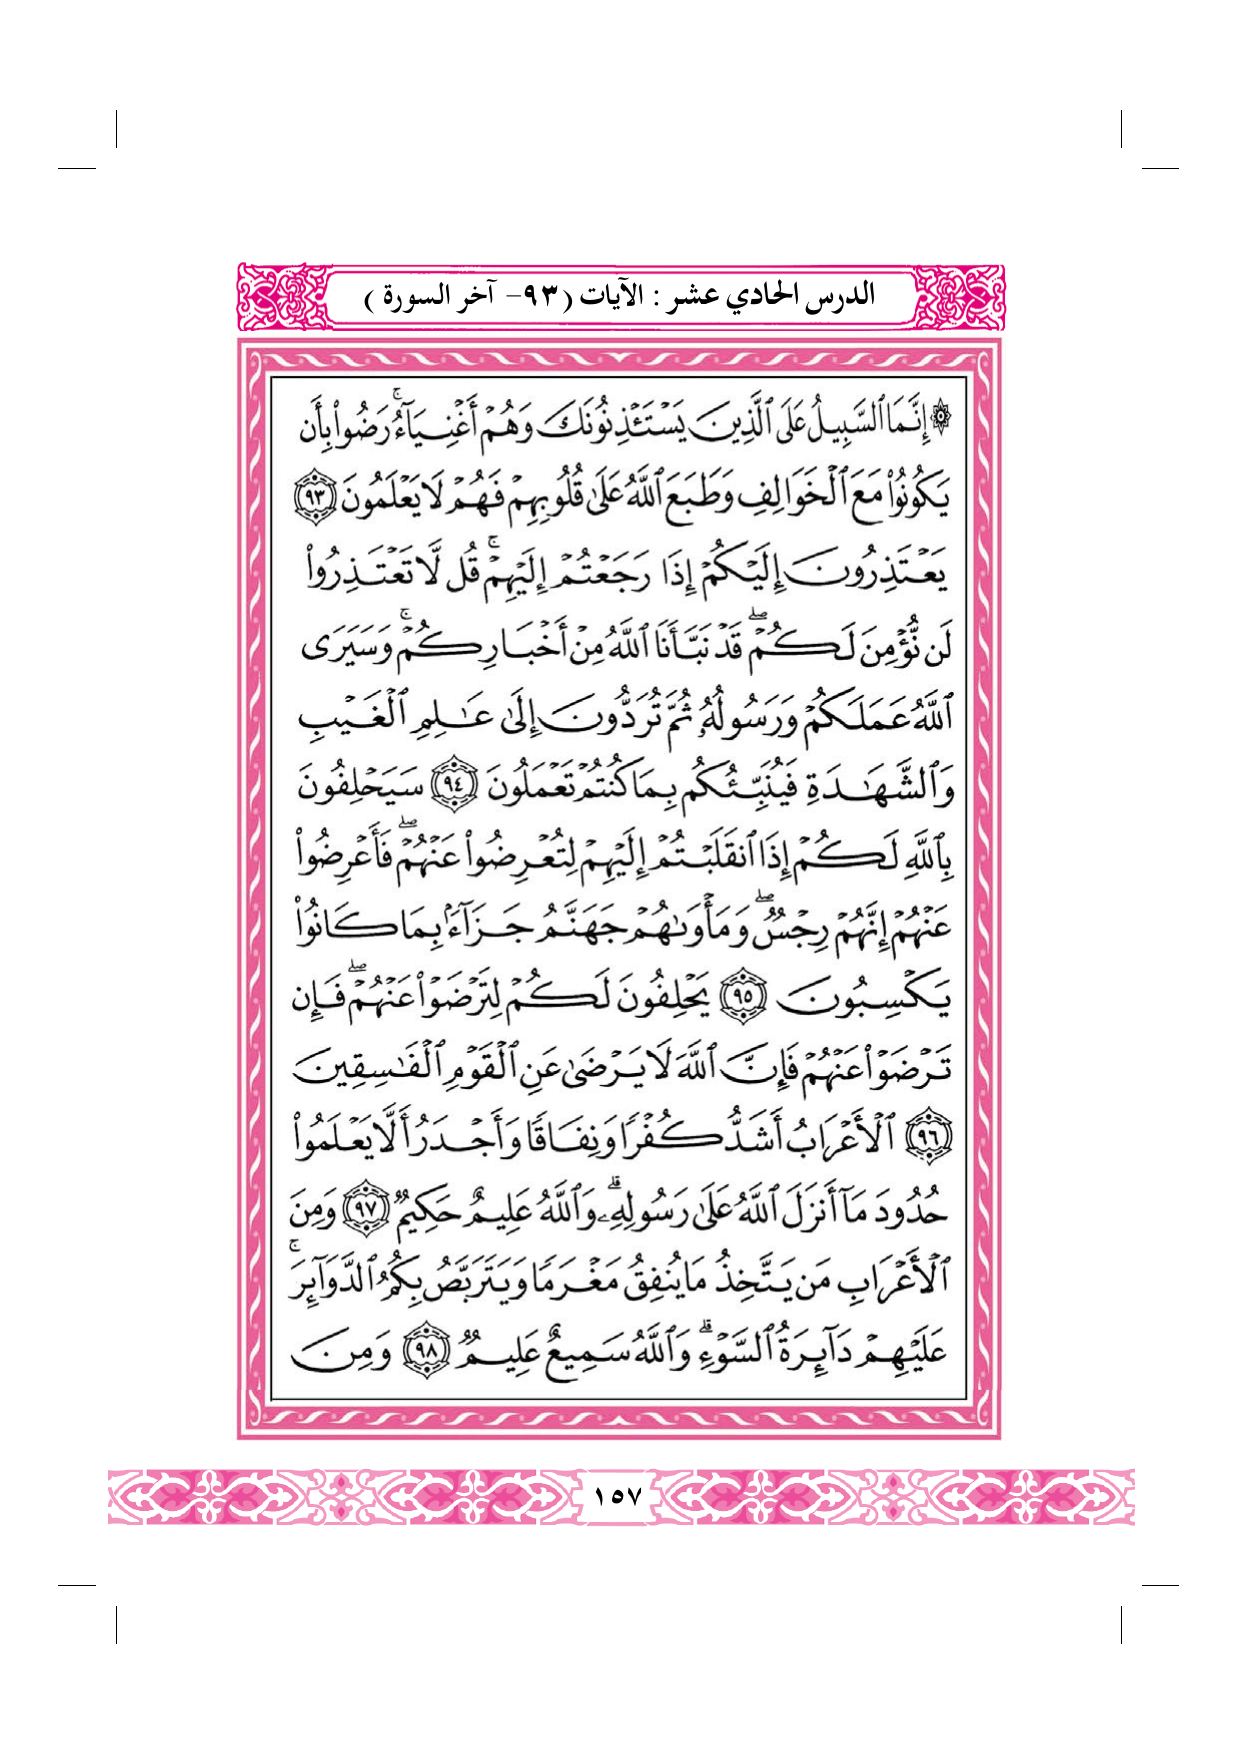 الدرس الحادي عشر : الآيات (٩٣- آخر السورة )
۞ إِنَّمَا ٱلسَّبِيلُ عَلَى ٱلَّذِينَ يَسْتَـْٔذِنُونَكَ وَهُمْ أَغْنِيَآءُ ۚ رَضُوا۟ بِأَن
يَكُونُوا۟ مَعَ ٱلْخَوَالِفِ وَطَبَعَ ٱللَّهُ عَلَىٰ قُلُوبِهِمْ فَهُمْ لَا يَعْلَمُونَ ٩٣
يَعْتَذِرُونَ إِلَيْكُمْ إِذَا رَجَعْتُمْ إِلَيْهِمْ ۚ قُل لَّا تَعْتَذِرُوا۟
لَن نُّؤْمِنَ لَكُمْ ۖ قَدْ نَبَّأَنَا ٱللَّهُ مِنْ أَخْبَارِكُمْ ۚ وَسَيَرَى
ٱللَّهُ عَمَلَكُمْ وَرَسُولُهُۥ ثُمَّ تُرَدُّونَ إِلَىٰ عَـٰلِمِ ٱلْغَيْبِ
وَٱلشَّهَـٰدَةِ فَيُنَبِّئُكُم بِمَا كُنتُمْ تَعْمَلُونَ ٩٤ سَيَحْلِفُونَ
بِٱللَّهِ لَكُمْ إِذَا ٱنقَلَبْتُمْ إِلَيْهِمْ لِتُعْرِضُوا۟ عَنْهُمْ ۖ فَأَعْرِضُوا۟
عَنْهُمْ إِنَّهُمْ رِجْسٌ ۖ وَمَأْوَىٰهُمْ جَهَنَّمُ جَزَآءًۢ بِمَا كَانُوا۟
يَكْسِبُونَ ٩٥ يَحْلِفُونَ لَكُمْ لِتَرْضَوْا۟ عَنْهُمْ ۖ فَإِن
تَرْضَوْا۟ عَنْهُمْ فَإِنَّ ٱللَّهَ لَا يَرْضَىٰ عَنِ ٱلْقَوْمِ ٱلْفَـٰسِقِينَ
٩٦ ٱلْأَعْرَابُ أَشَدُّ كُفْرًا وَنِفَاقًا وَأَجْدَرُ أَلَّا يَعْلَمُوا۟
حُدُودَ مَآ أَنزَلَ ٱللَّهُ عَلَىٰ رَسُولِهِۦ ۗ وَٱللَّهُ عَلِيمٌ حَكِيمٌ ٩٧ وَمِنَ
ٱلْأَعْرَابِ مَن يَتَّخِذُ مَا يُنفِقُ مَغْرَمًا وَيَتَرَبَّصُ بِكُمُ ٱلدَّوَآئِرَ ۚ
عَلَيْهِمْ دَآئِرَةُ ٱلسَّوْءِ ۗ وَٱللَّهُ سَمِيعٌ عَلِيمٌ ٩٨ وَمِنَ
١٥٧